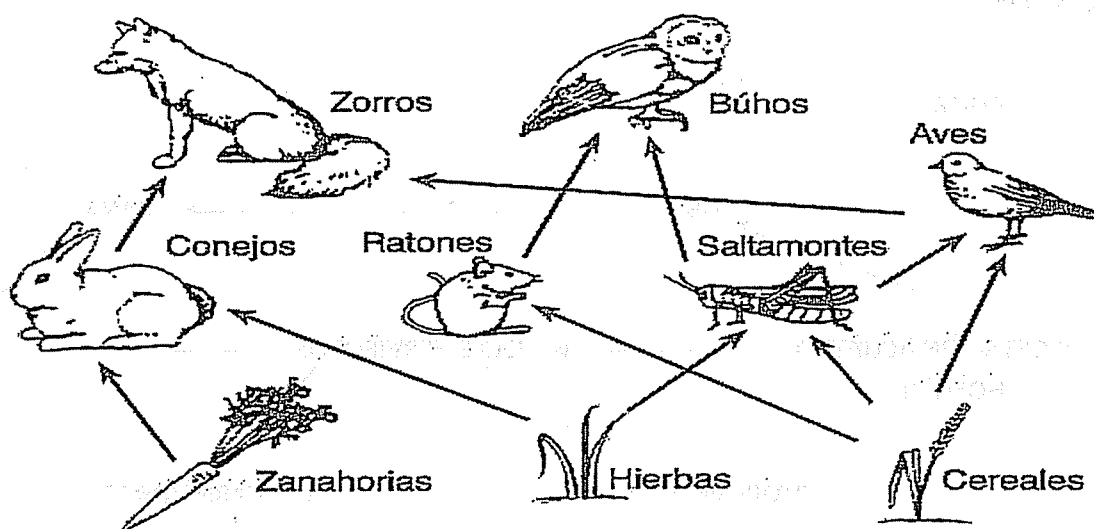 Zorros
Búhos
Aves
Conejos
Ratones
Saltamontes
Zanahorias
Hierbas
Cereales